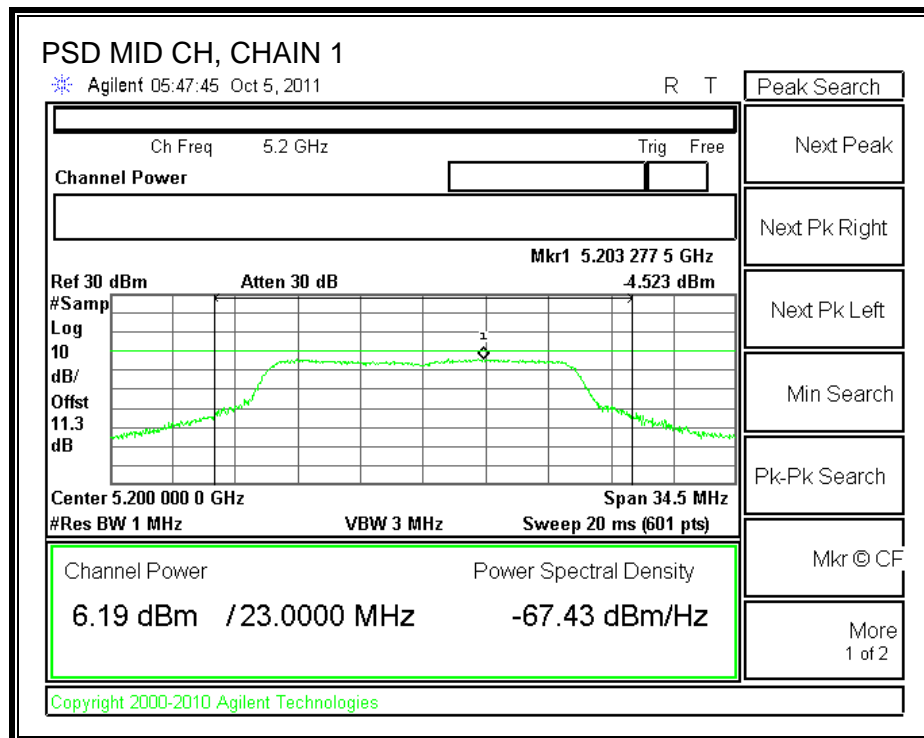 PSD MID CH, CHAIN 1
Agilent 05:47:45 Oct 5, 2011 R T
Peak Search
Ch Freq 5.2 GHz Trig Free
Next Peak
Channel Power
Next Pk Right
Mkr1 5.203 277 5 GHz
Ref 30 dBm Atten 30 dB -4.523 dBm
#Samp
Log
10
dB/
Offst
11.3
dB
1
Next Pk Left
Min Search
Pk-Pk Search
Center 5.200 000 0 GHz Span 34.5 MHz
#Res BW 1 MHz VBW 3 MHz Sweep 20 ms (601 pts)
Mkr © CF
Channel Power Power Spectral Density
6.19 dBm / 23.0000 MHz -67.43 dBm/Hz
More
1 of 2
Copyright 2000-2010 Agilent Technologies